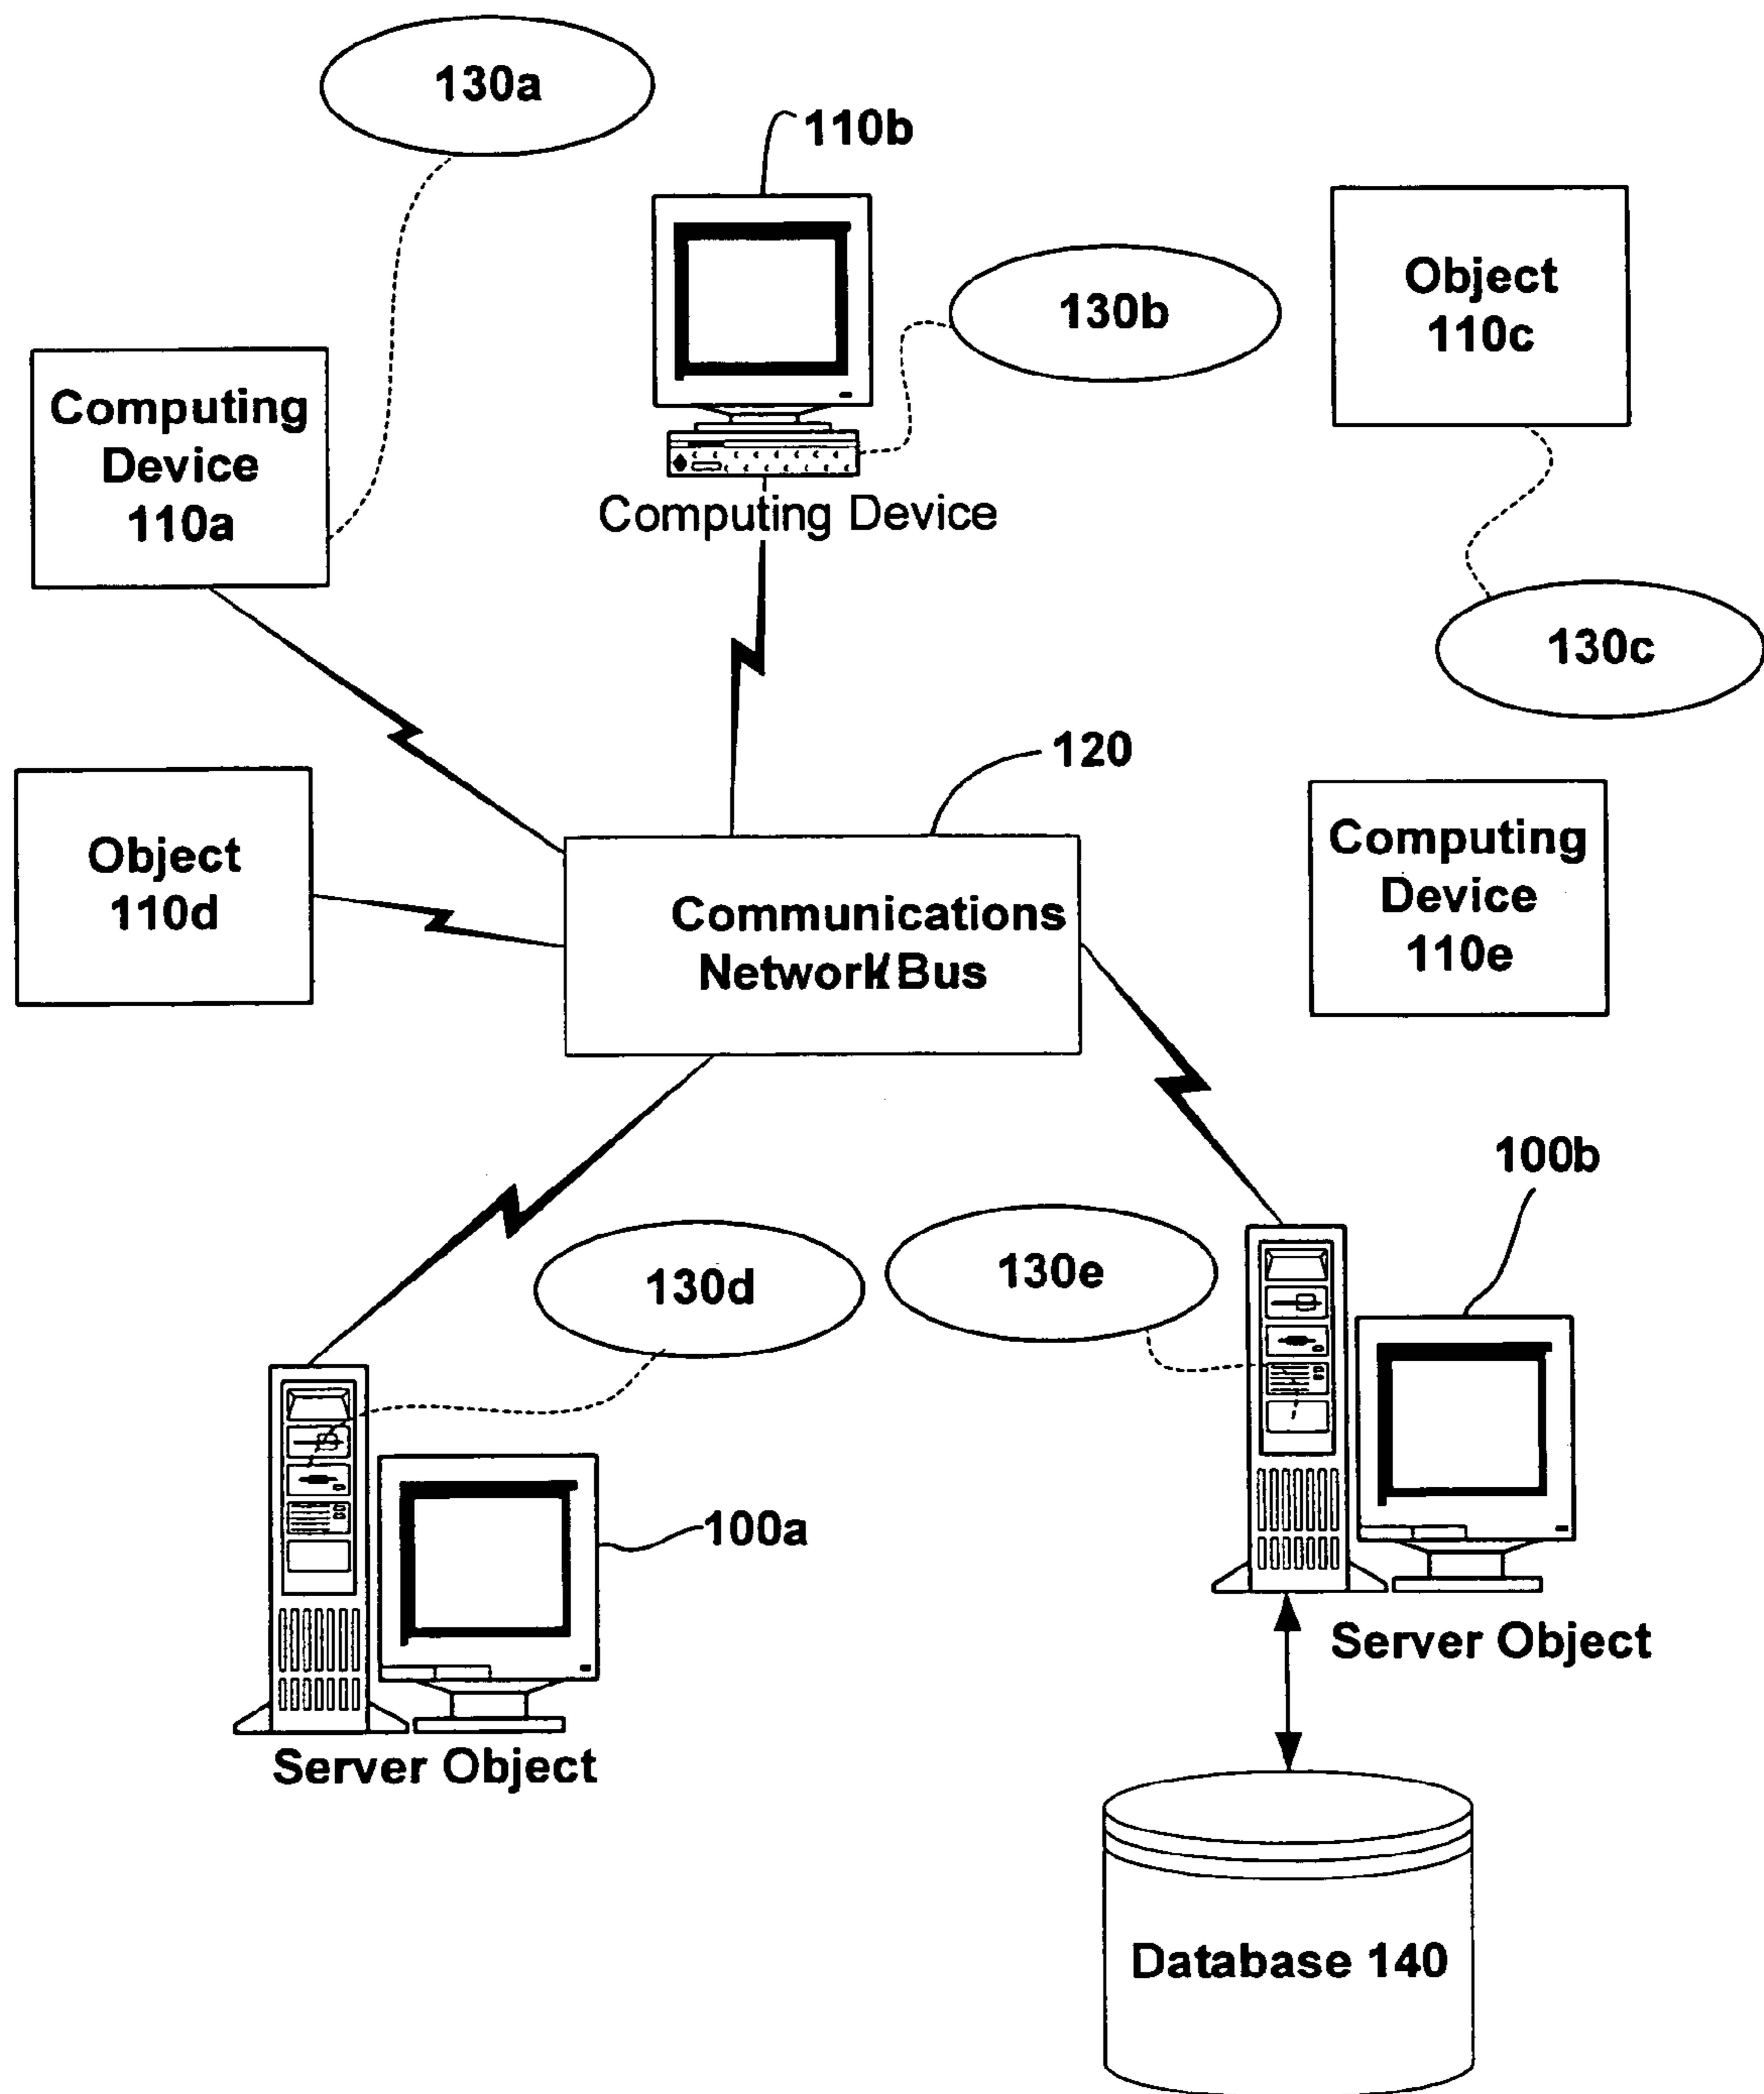 130a
110b
130b
Object
110c
Computing
Device
110a
Computing Device
130c
120
Object
110d
Communications
Network/Bus
Computing
Device
110e
100b
130d
130e
100a
Server Object
Server Object
Database 140